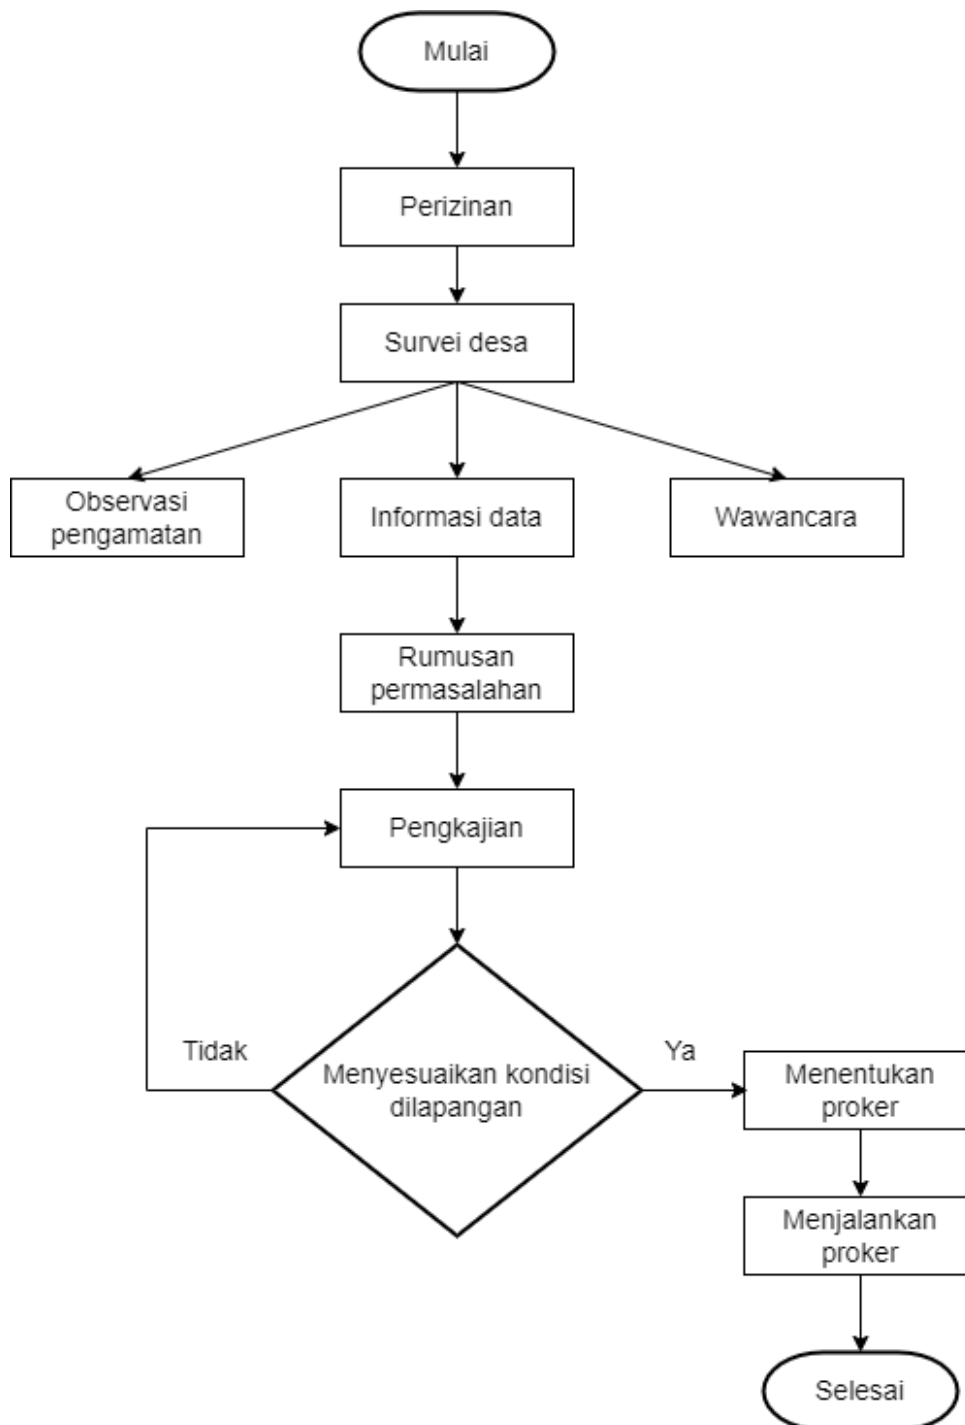 Mulai
Perizinan
Survei desa
Observasi
pengamatan
Informasi data
Wawancara
Rumusan
permasalahan
Pengkajian
Tidak
Menyesuaikan kondisi
dilapangan
Ya
Menentukan
proker
Menjalankan
proker
Selesai